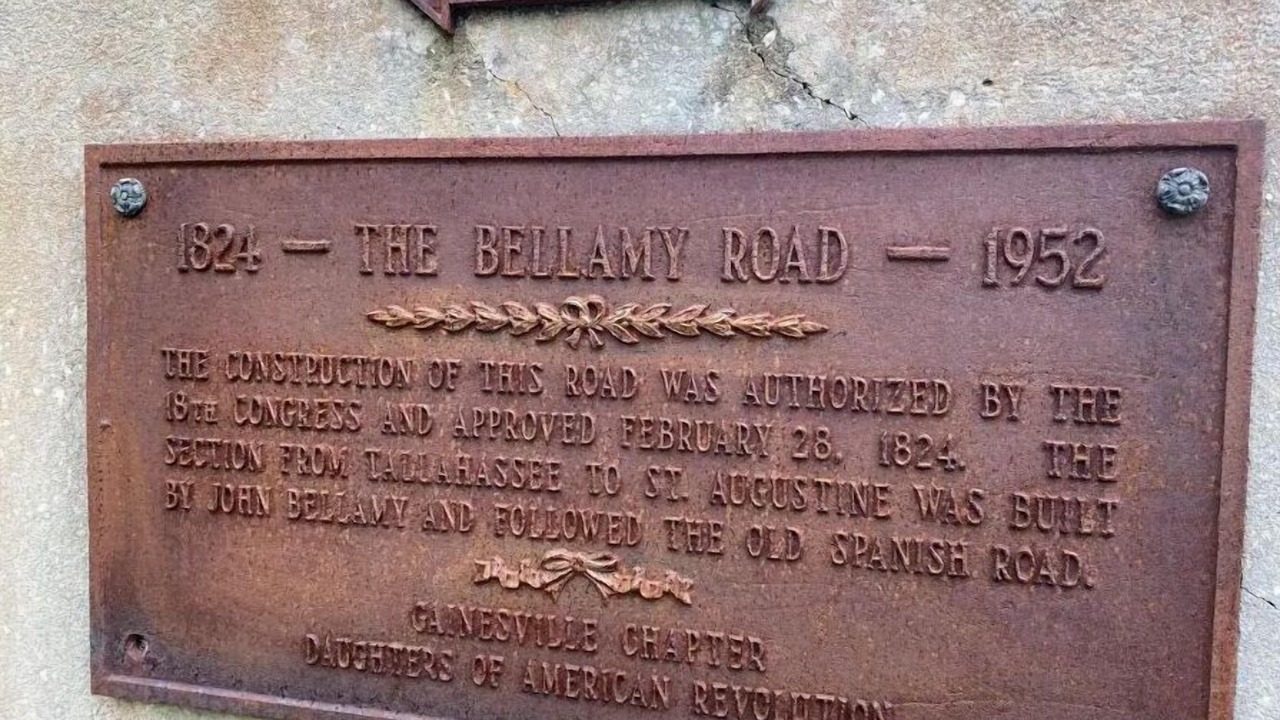 1824 — THE BELLAMY ROAD — 1952
THE CONSTRUCTION OF THIS ROAD WAS AUTHORIZED BY THE
18TH CONGRESS AND APPROVED FEBRUARY 28, 1824. THE
SECTION FROM TALLAHASSEE TO ST. AUGUSTINE WAS BUILT
BY JOHN BELLAMY AND FOLLOWED THE OLD SPANISH ROAD.
GAINESVILLE CHAPTER
DAUGHTERS OF AMERICAN REVOLUTION